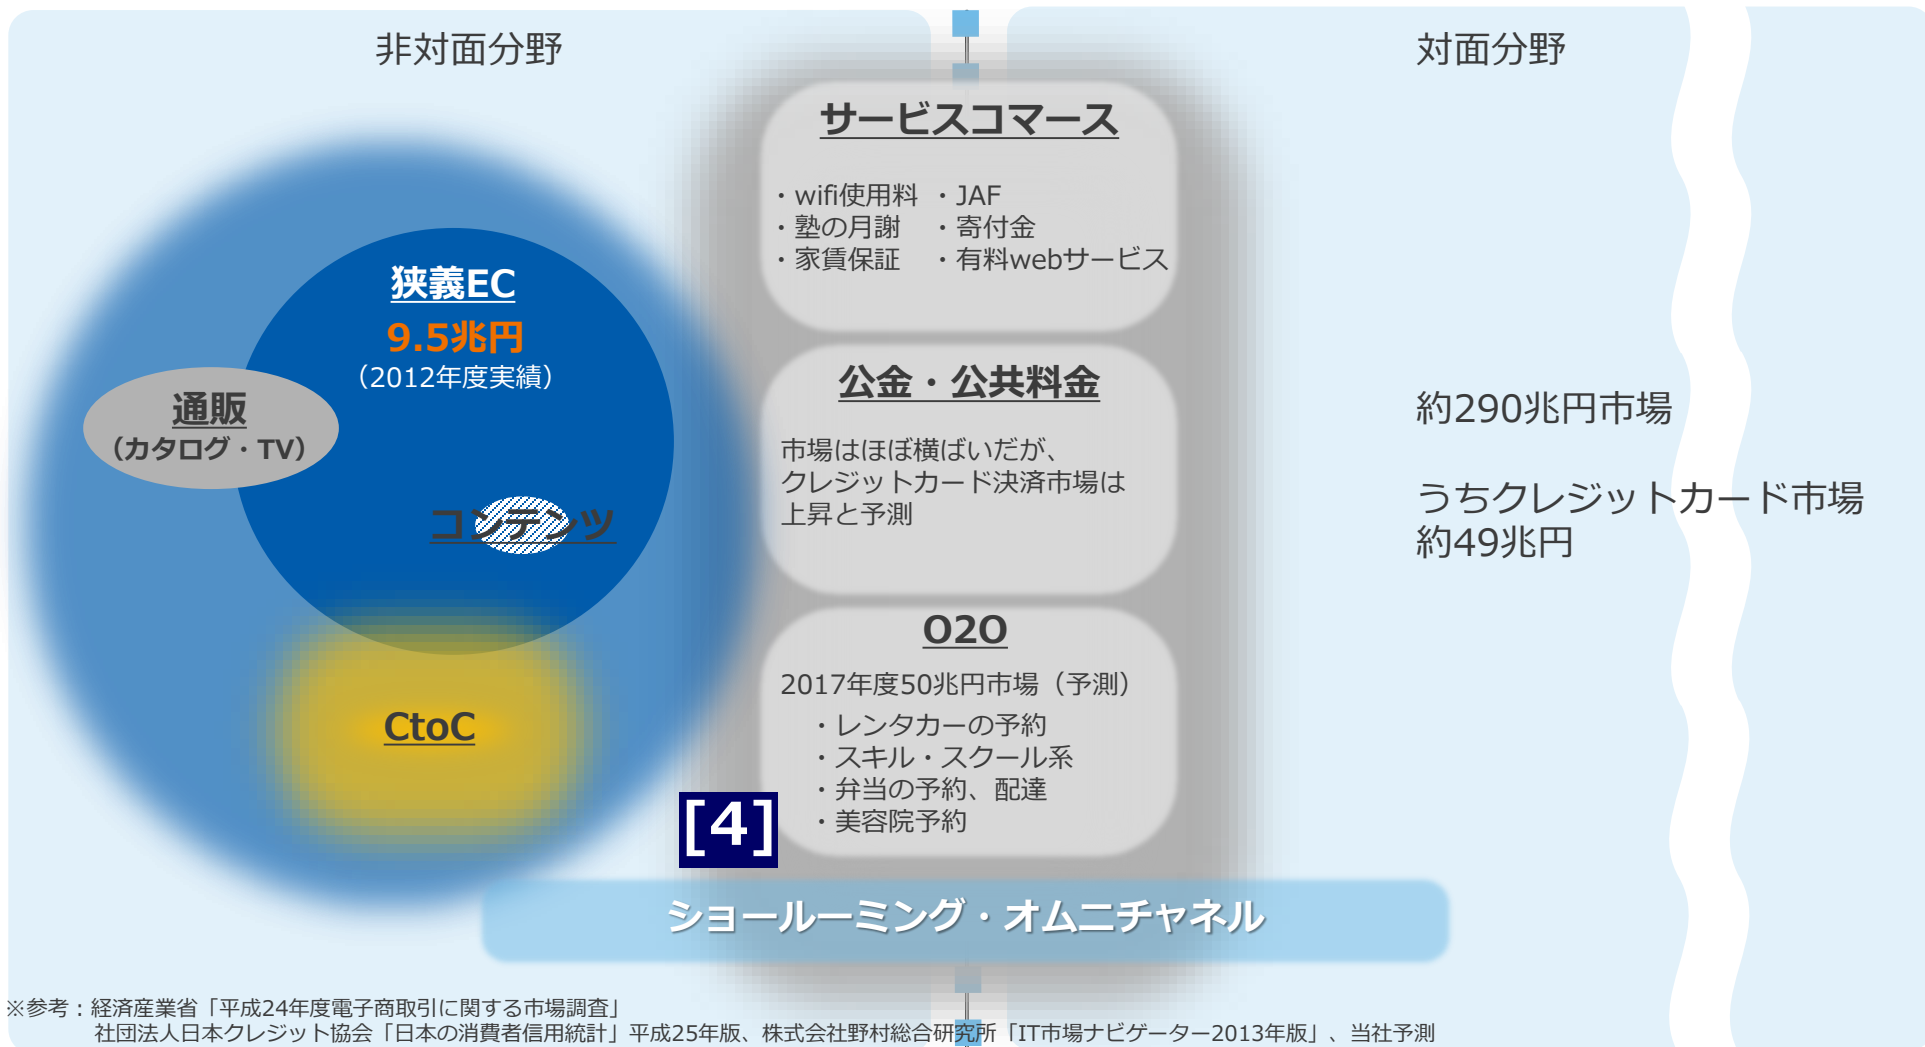 非対面分野
対面分野
サービスコマース
・wifi使用料 ・JAF
・塾の月謝 ・寄付金
・家賃保証 ・有料webサービス
狭義EC
9.5兆円
（2012年度実績）
通販
（カタログ・TV）
コンテンツ
CtoC
公金・公共料金
市場はほぼ横ばいだが、
クレジットカード決済市場は
上昇と予測
O2O
2017年度50兆円市場（予測）
・レンタカーの予約
・スキル・スクール系
・弁当の予約、配達
・美容院予約
[4]
約290兆円市場
うちクレジットカード市場
約49兆円
ショールーミング・オムニチャネル
※参考：経済産業省「平成24年度電子商取引に関する市場調査」
社団法人日本クレジット協会「日本の消費者信用統計」平成25年版、株式会社野村総合研究所「IT市場ナビゲーター2013年版」、当社予測